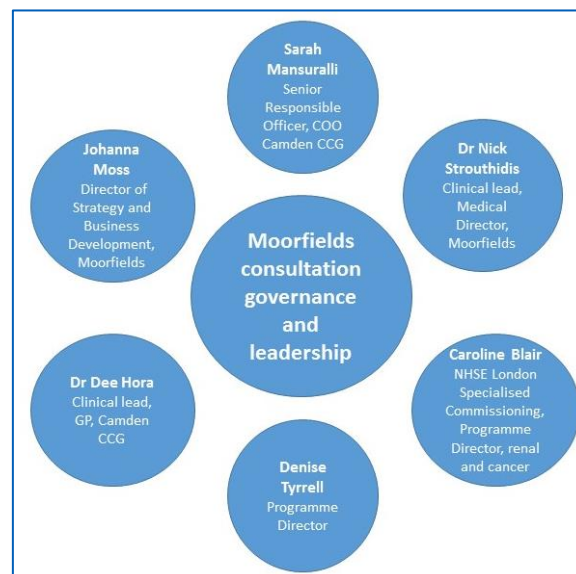 Sarah
Mansuralli
Senior
Responsible
Officer, COO
Camden CCG
Dr Nick
Strouthidis
Clinical lead,
Medical
Director,
Moorfields
Caroline Blair
NHSE London
Specialised
Commissioning,
Programme
Director, renal
and cancer
Denise
Tyrrell
Programme
Director
Dr Dee Hora
Clinical lead,
GP, Camden
CCG
Johanna
Moss
Director of
Strategy and
Business
Development,
Moorfields
Moorfields
consultation
governance
and
leadership